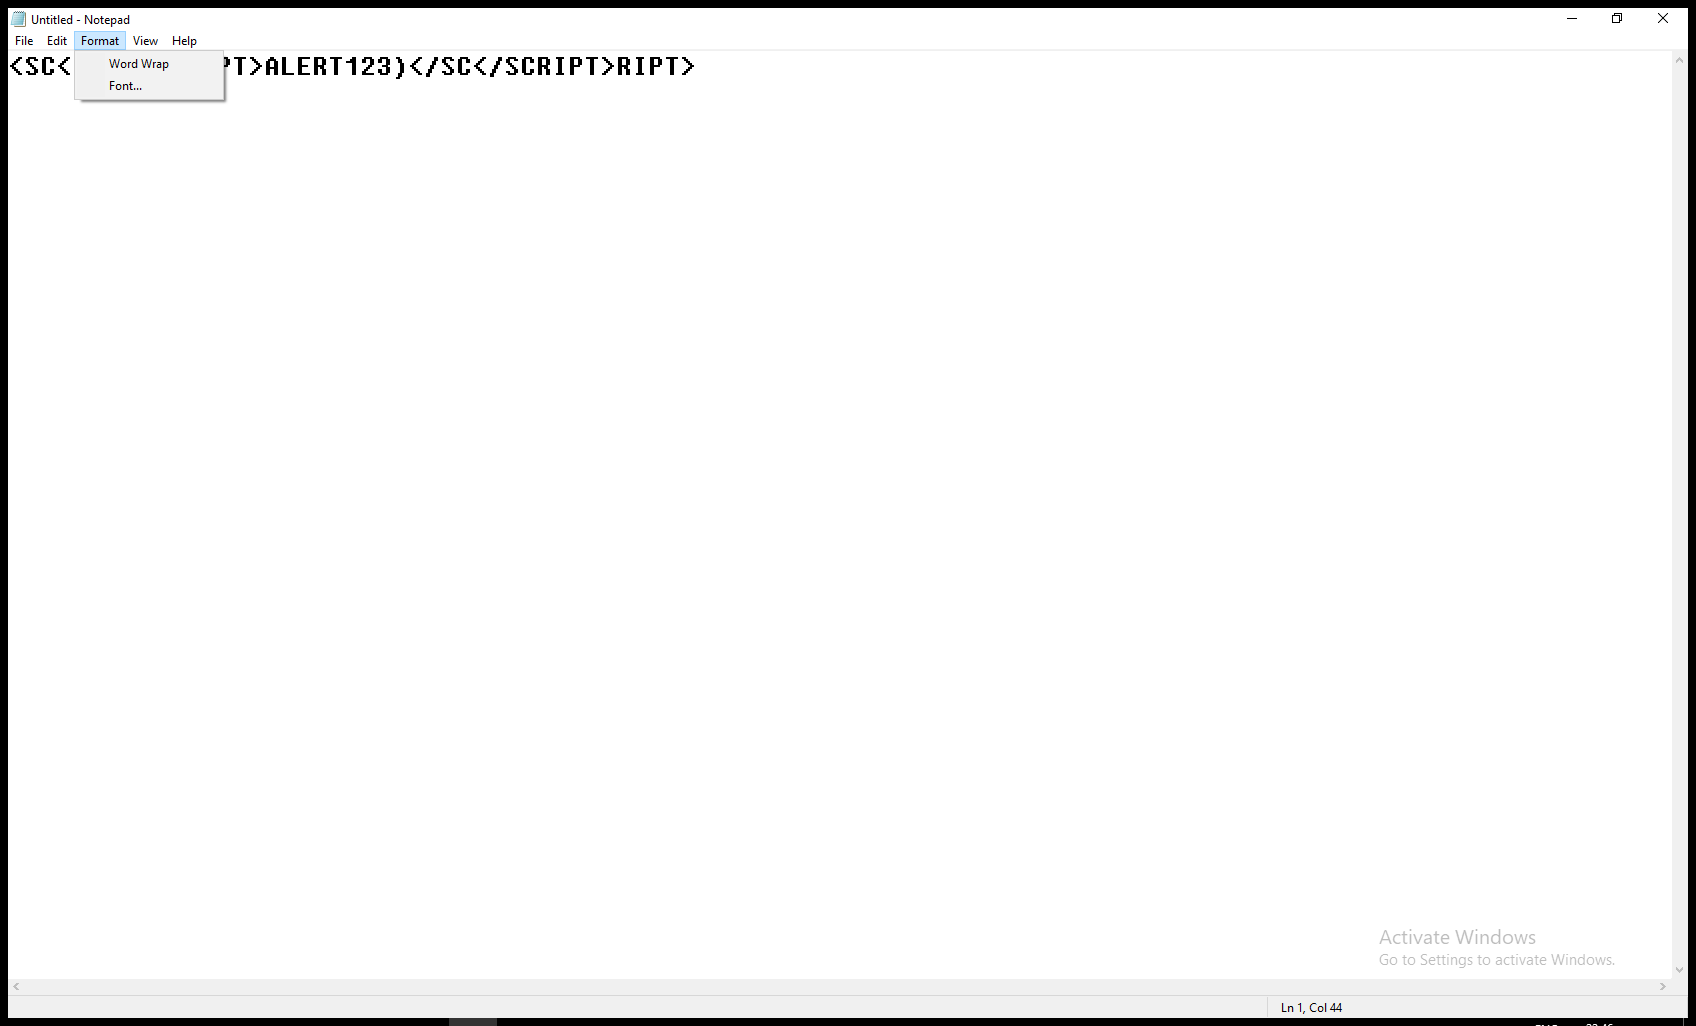 Untitled - Notepad
File Edit Format View Help
<SC< PT>ALERT123)</SC</SCRIPT>RIPT>
Word Wrap
Font...
Activate Windows
Go to Settings to activate Windows.
Ln 1, Col 44